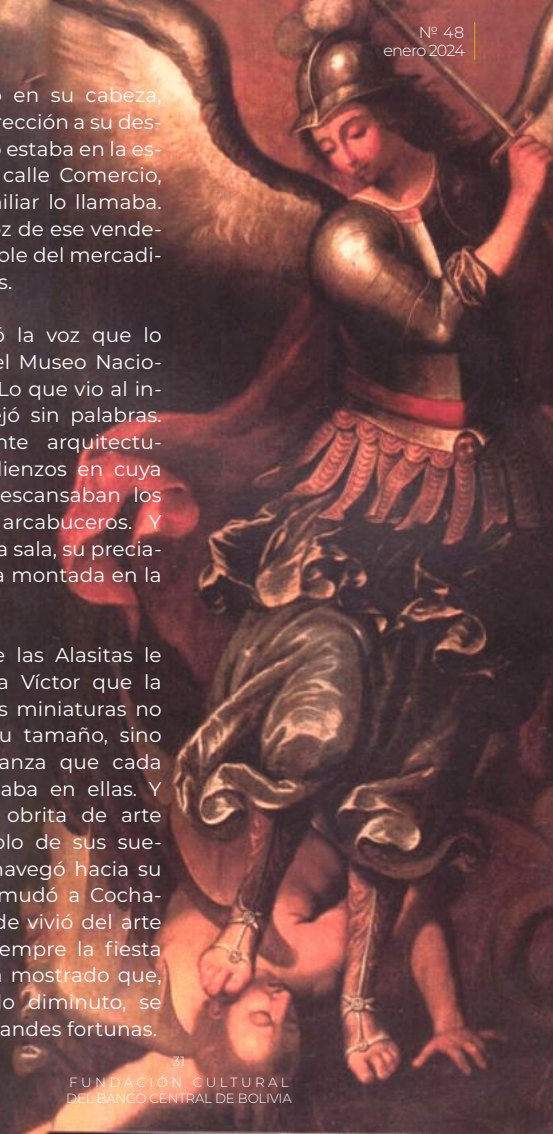 Nº 48
enero 2024
o en su cabeza,
rección a su des-
o estaba en la es-
calle Comercio,
iliar lo llamaba.
oz de ese vende-
ble del mercadi-
s.
ó la voz que lo
el Museo Nacio-
Lo que vio al in-
ejó sin palabras.
nte arquitectu-
lienzos en cuya
escansaban los
arcabuceros. Y
a sala, su precia-
a montada en la
e las Alasitas le
a Víctor que la
s miniaturas no
u tamaño, sino
anza que cada
aba en ellas. Y
obrita de arte
olo de sus sue-
navegó hacia su
mudó a Cocha-
de vivió del arte
empre la fiesta
a mostrado que,
lo diminuto, se
andes fortunas.
31
FUNDACIÓN CULTURAL
DEL BANCO CENTRAL DE BOLIVIA